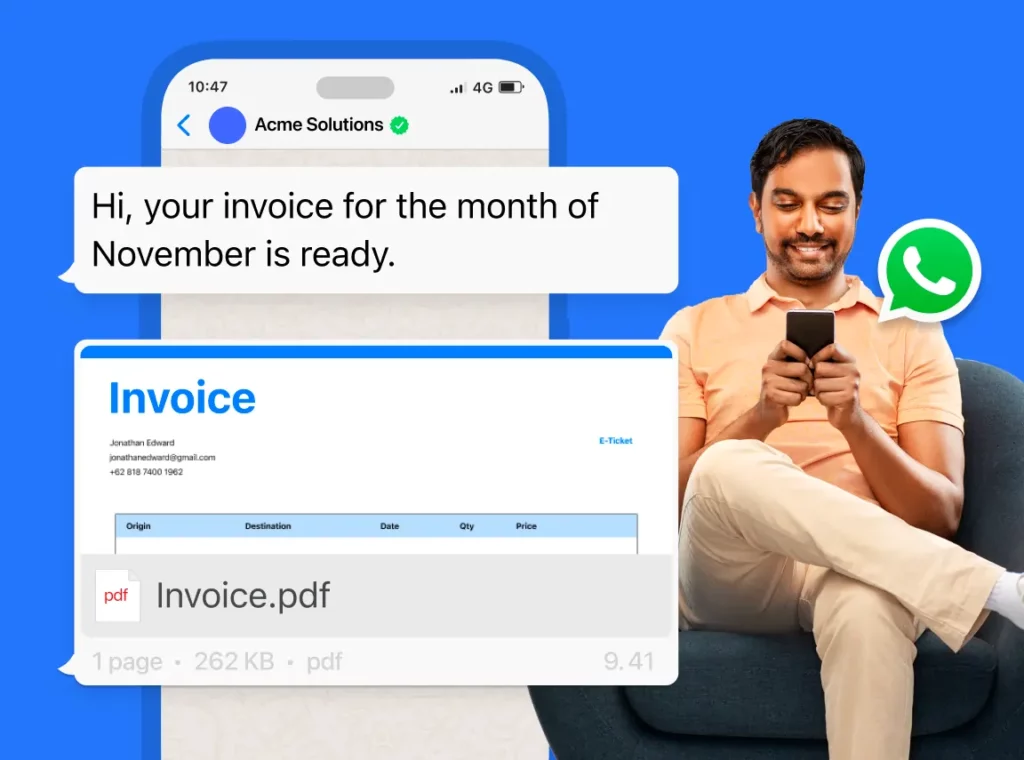 10:47
4G
Acme Solutions
Hi, your invoice for the month of
November is ready.
Invoice
Jonathan Edward
E-Ticket
jonathanedward@gmail.com
+62 818 7400 1962
Origin Destination Date Qty Price
pdf Invoice.pdf
1 page • 262 KB • pdf 9.41